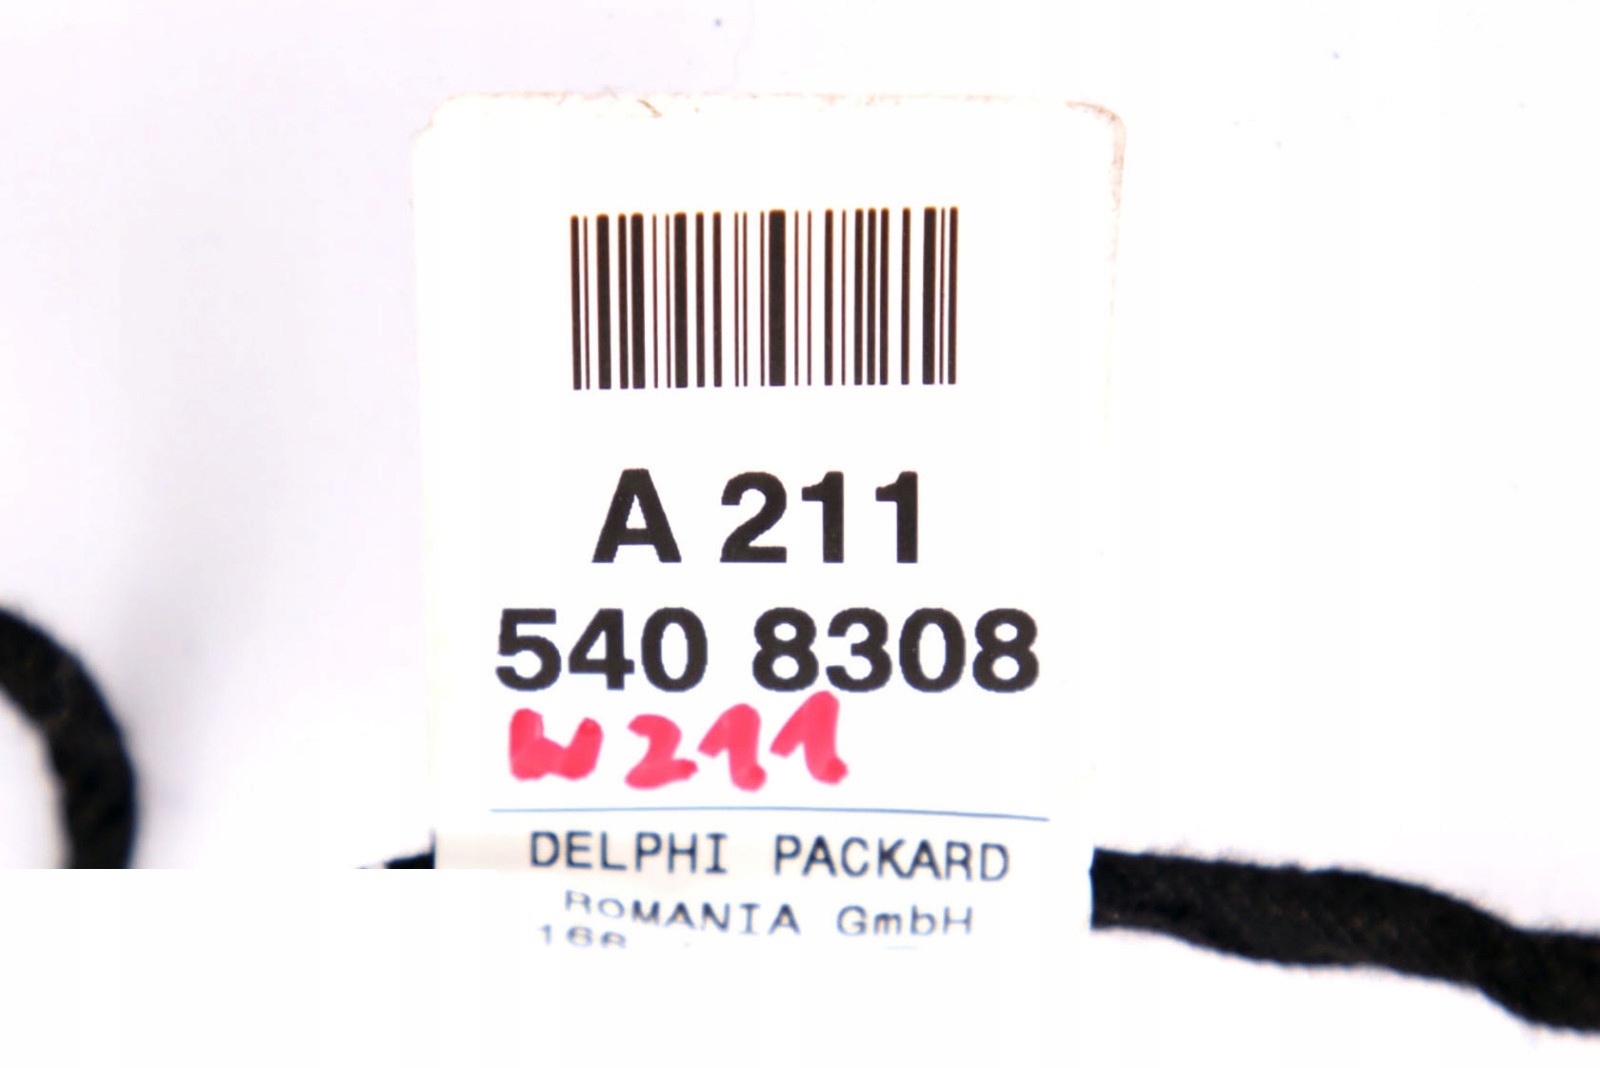 A 211
540 8308
W211
DELPHI PACKARD
ROMANIA GmbH